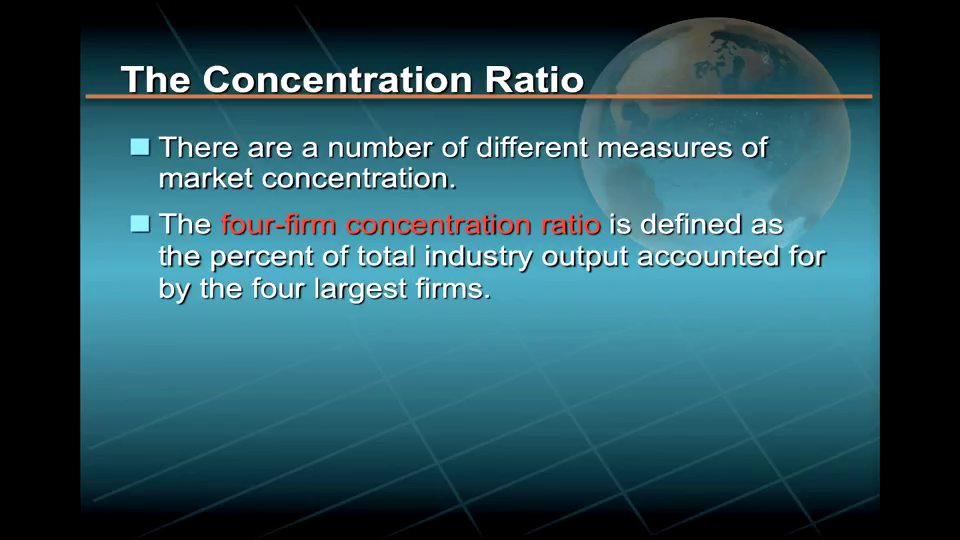 The Concentration Ratio
There are a number of different measures of
market concentration.
The four-firm concentration ratio is defined as
the percent of total industry output accounted for
by the four largest firms.